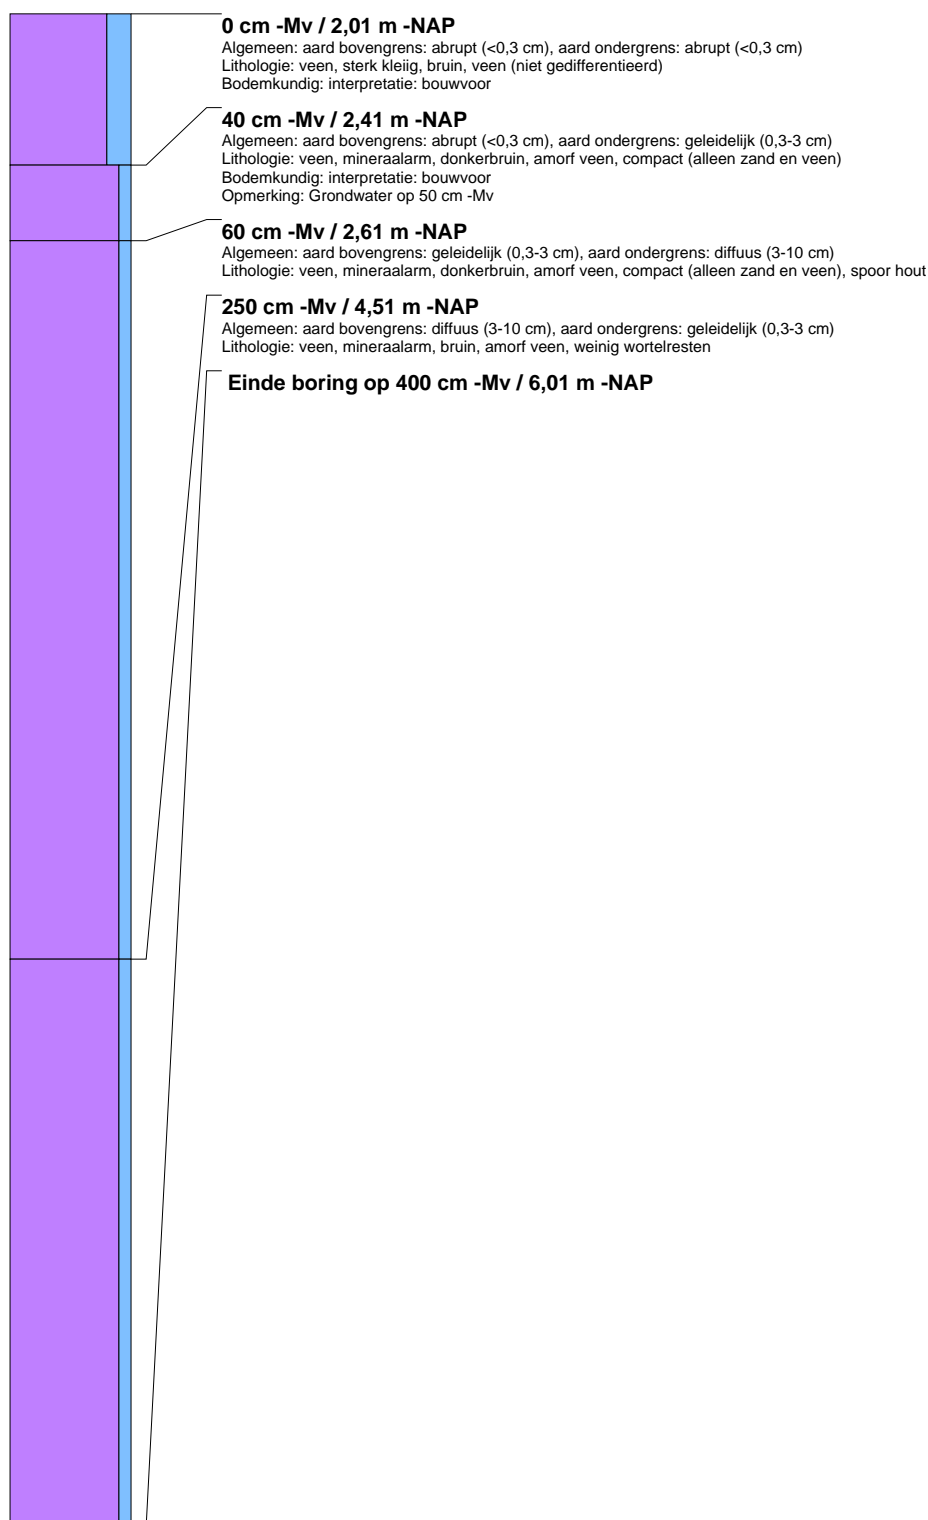 0 cm -Mv / 2,01 m -NAP
Algemeen: aard bovengrens: abrupt (<0,3 cm), aard ondergrens: abrupt (<0,3 cm)
Lithologie: veen, sterk kleiig, bruin, veen (niet gedifferentieerd)
Bodemkundig: interpretatie: bouwvoor
40 cm -Mv / 2,41 m -NAP
Algemeen: aard bovengrens: abrupt (<0,3 cm), aard ondergrens: geleidelijk (0,3-3 cm)
Lithologie: veen, mineraalarm, donkerbruin, amorf veen, compact (alleen zand en veen)
Bodemkundig: interpretatie: bouwvoor
Opmerking: Grondwater op 50 cm -Mv
60 cm -Mv / 2,61 m -NAP
Algemeen: aard bovengrens: geleidelijk (0,3-3 cm), aard ondergrens: diffuus (3-10 cm)
Lithologie: veen, mineraalarm, donkerbruin, amorf veen, compact (alleen zand en veen), spoor hout
250 cm -Mv / 4,51 m -NAP
Algemeen: aard bovengrens: diffuus (3-10 cm), aard ondergrens: geleidelijk (0,3-3 cm)
Lithologie: veen, mineraalarm, bruin, amorf veen, weinig wortelresten
Einde boring op 400 cm -Mv / 6,01 m -NAP